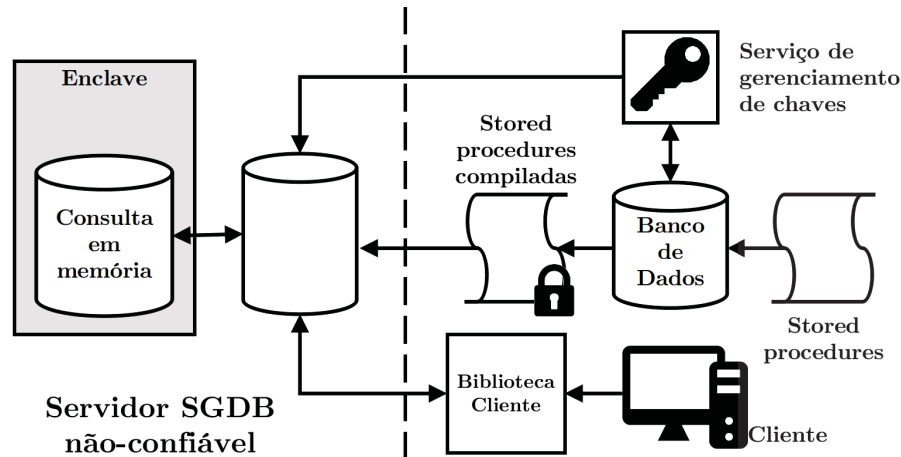 Enclave
Consulta
em
memória
Servidor SGDB
não-confiável
Stored
procedures
compiladas
Serviço de
gerenciamento
de chaves
Banco
de
Dados
Stored
procedures
Biblioteca
Cliente
Cliente